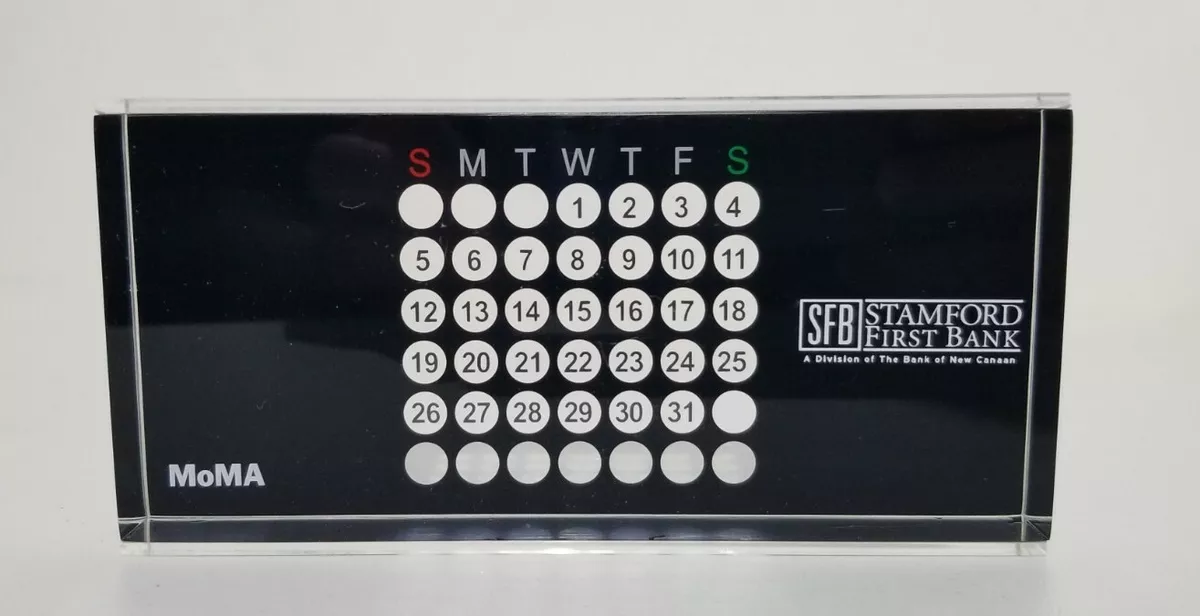 S M T W T F S
1 2 3 4
5 6 7 8 9 10 11
12 13 14 15 16 17 18
19 20 21 22 23 24 25
26 27 28 29 30 31
SFB STAMFORD
FIRST BANK
A Division of The Bank of New Canaan
MoMA